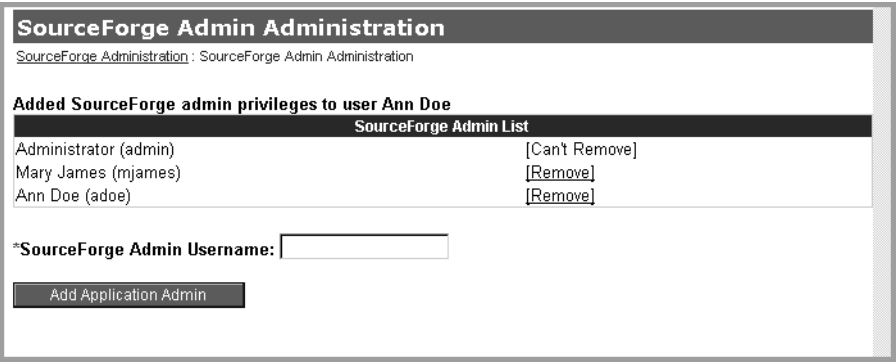 SourceForge Admin Administration
SourceForge Administration : SourceForge Admin Administration
Added SourceForge admin privileges to user Ann Doe
SourceForge Admin List
Administrator (admin) [Can't Remove]
Mary James (mjames) [Remove]
Ann Doe (adoe) [Remove]
*SourceForge Admin Username:
Add Application Admin